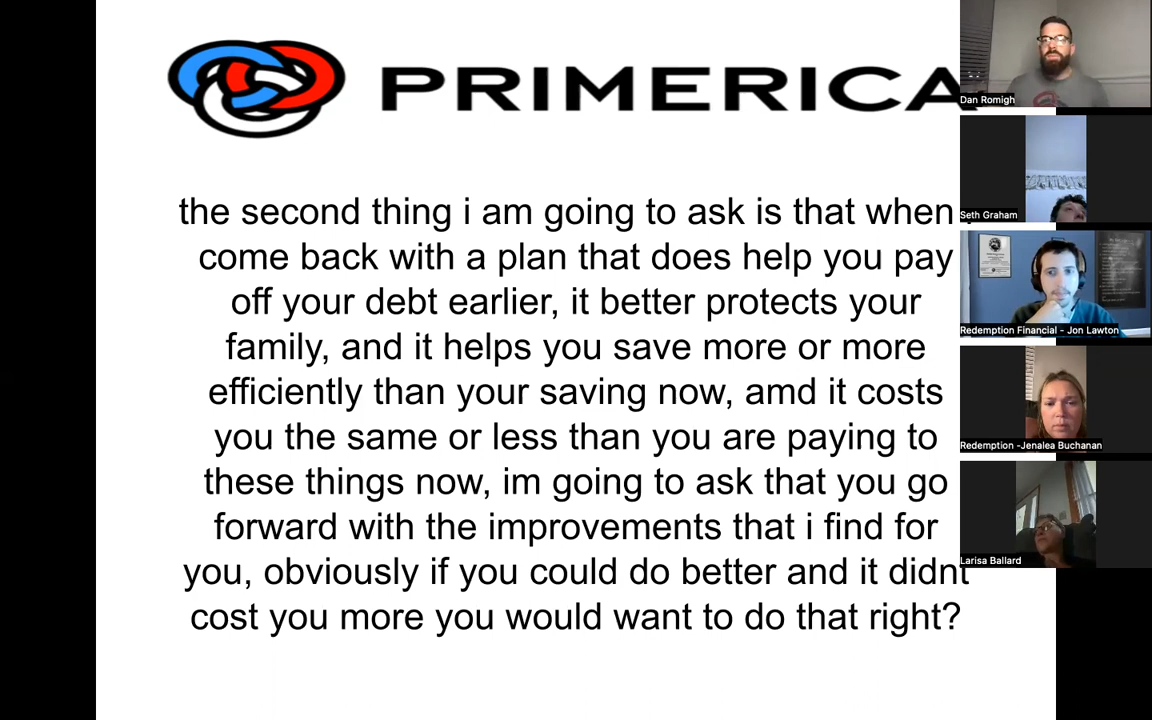 PRIMERICA
the second thing i am going to ask is that when
come back with a plan that does help you pay
off your debt earlier, it better protects your
family, and it helps you save more or more
efficiently than your saving now, amd it costs
you the same or less than you are paying to
these things now, im going to ask that you go
forward with the improvements that i find for
you, obviously if you could do better and it didnt
cost you more you would want to do that right?
Dan Romigh
Seth Graham
Redemption Financial - Jon Lawton
Redemption -Jenalea Buchanan
Larisa Ballard